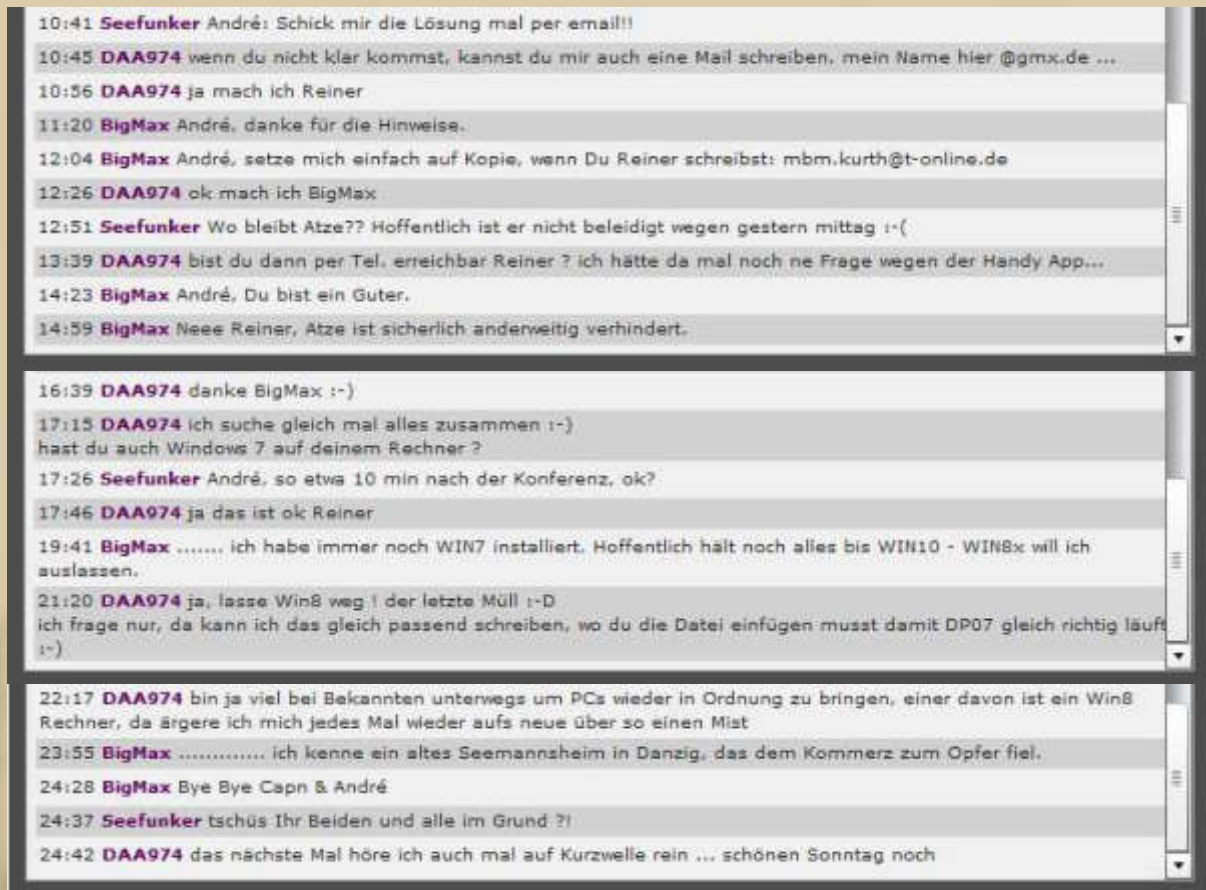 10:41 Seefunker André: Schick mir die Lösung mal per email!!
10:45 DAA974 wenn du nicht klar kommst, kannst du mir auch eine Mail schreiben, mein Name hier @gmx.de ...
10:56 DAA974 ja mach ich Reiner
11:20 BigMax André, danke für die Hinweise.
12:04 BigMax André, setze mich einfach auf Kopie, wenn Du Reiner schreibst: mbm.kurth@t-online.de
12:26 DAA974 ok mach ich BigMax
12:51 Seefunker Wo bleibt Atze?? Hoffentlich ist er nicht beleidigt wegen gestern mittag :-(
13:39 DAA974 bist du dann per Tel. erreichbar Reiner ? ich hätte da mal noch ne Frage wegen der Handy App...
14:23 BigMax André, Du bist ein Guter.
14:59 BigMax Neee Reiner, Atze ist sicherlich anderweitig verhindert.
16:39 DAA974 danke BigMax :-)
17:15 DAA974 ich suche gleich mal alles zusammen :-)
hast du auch Windows 7 auf deinem Rechner ?
17:26 Seefunker André, so etwa 10 min nach der Konferenz, ok?
17:46 DAA974 ja das ist ok Reiner
19:41 BigMax ....... ich habe immer noch WIN7 installiert. Hoffentlich hält noch alles bis WIN10 - WIN8x will ich
auslassen.
21:20 DAA974 ja, lasse Win8 weg ! der letzte Müll :-D
ich frage nur, da kann ich das gleich passend schreiben, wo du die Datei einfügen musst damit DP07 gleich richtig läuft
:-)
22:17 DAA974 bin ja viel bei Bekannten unterwegs um PCs wieder in Ordnung zu bringen, einer davon ist ein Win8
Rechner, da ärgere ich mich jedes Mal wieder aufs neue über so einen Mist
23:55 BigMax ............. ich kenne ein altes Seemannsheim in Danzig, das dem Kommerz zum Opfer fiel.
24:28 BigMax Bye Bye Capn & André
24:37 Seefunker tschüs Ihr Beiden und alle im Grund ?!
24:42 DAA974 das nächste Mal höre ich auch mal auf Kurzwelle rein ... schönen Sonntag noch